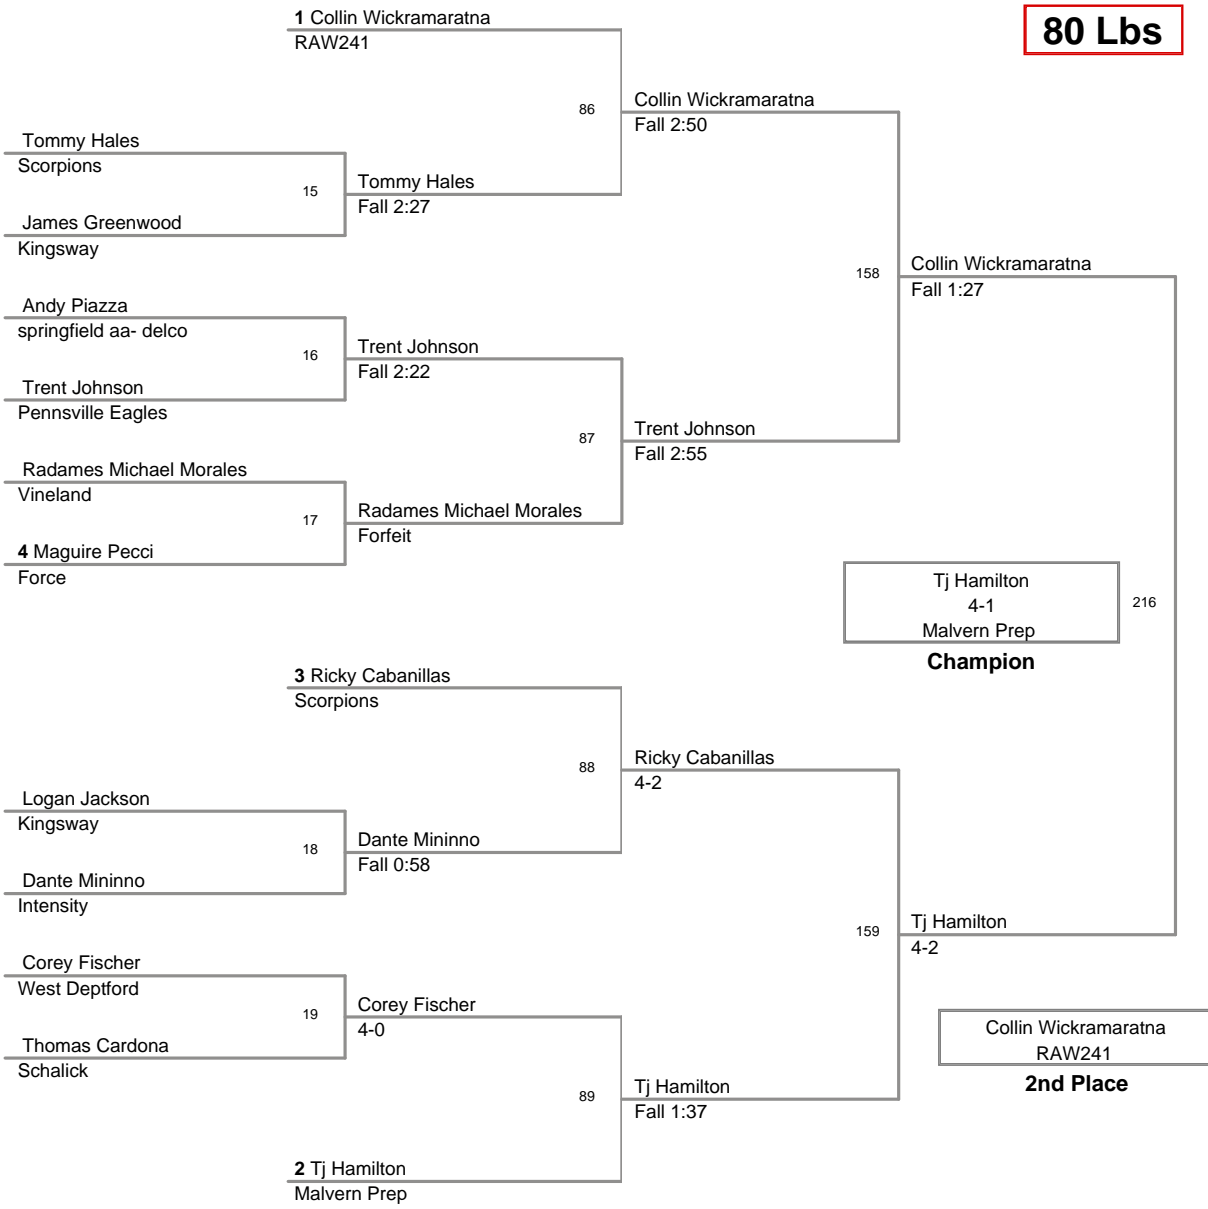 1 Collin Wickramaratna
RAW241
80 Lbs
86
Collin Wickramaratna
Fall 2:50
Tommy Hales
Scorpions
15
Tommy Hales
Fall 2:27
James Greenwood
Kingsway
158
Collin Wickramaratna
Fall 1:27
Andy Piazza
springfield aa- delco
16
Trent Johnson
Fall 2:22
Trent Johnson
Pennsville Eagles
87
Trent Johnson
Fall 2:55
Radames Michael Morales
Vineland
17
Radames Michael Morales
Forfeit
4 Maguire Pecci
Force
Tj Hamilton
4-1
Malvern Prep
216
Champion
3 Ricky Cabanillas
Scorpions
88
Ricky Cabanillas
4-2
Logan Jackson
Kingsway
18
Dante Mininno
Fall 0:58
Dante Mininno
Intensity
159
Tj Hamilton
4-2
Corey Fischer
West Deptford
19
Corey Fischer
4-0
Thomas Cardona
Schalick
Collin Wickramaratna
RAW241
2nd Place
89
Tj Hamilton
Fall 1:37
2 Tj Hamilton
Malvern Prep